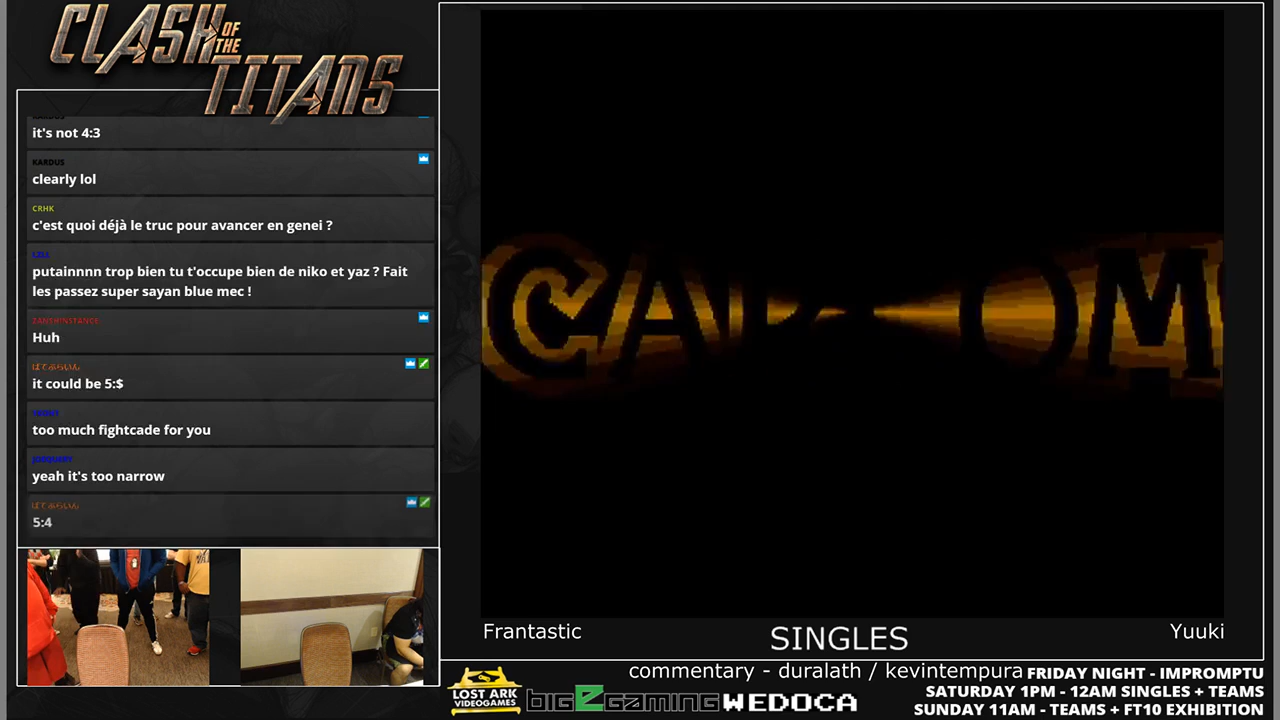 CLASH OF THE TITANS
it's not 4:3
KARDUS
clearly lol
CRHK
c'est quoi déjà le truc pour avancer en genei ?
putainnnn trop bien tu t'occupe bien de niko et yaz ? Fait
les passez super sayan blue mec !
Huh
it could be 5:$
too much fightcade for you
yeah it's too narrow
5:4
CAPCOM
Frantastic
SINGLES
Yuuki
commentary - duralath / kevintempura
FRIDAY NIGHT - IMPROMPTU
SATURDAY 1PM - 12AM SINGLES + TEAMS
SUNDAY 11AM - TEAMS + FT10 EXHIBITION
LOST ARK
VIDEOGAMES
bigEgaming
WEDOCA